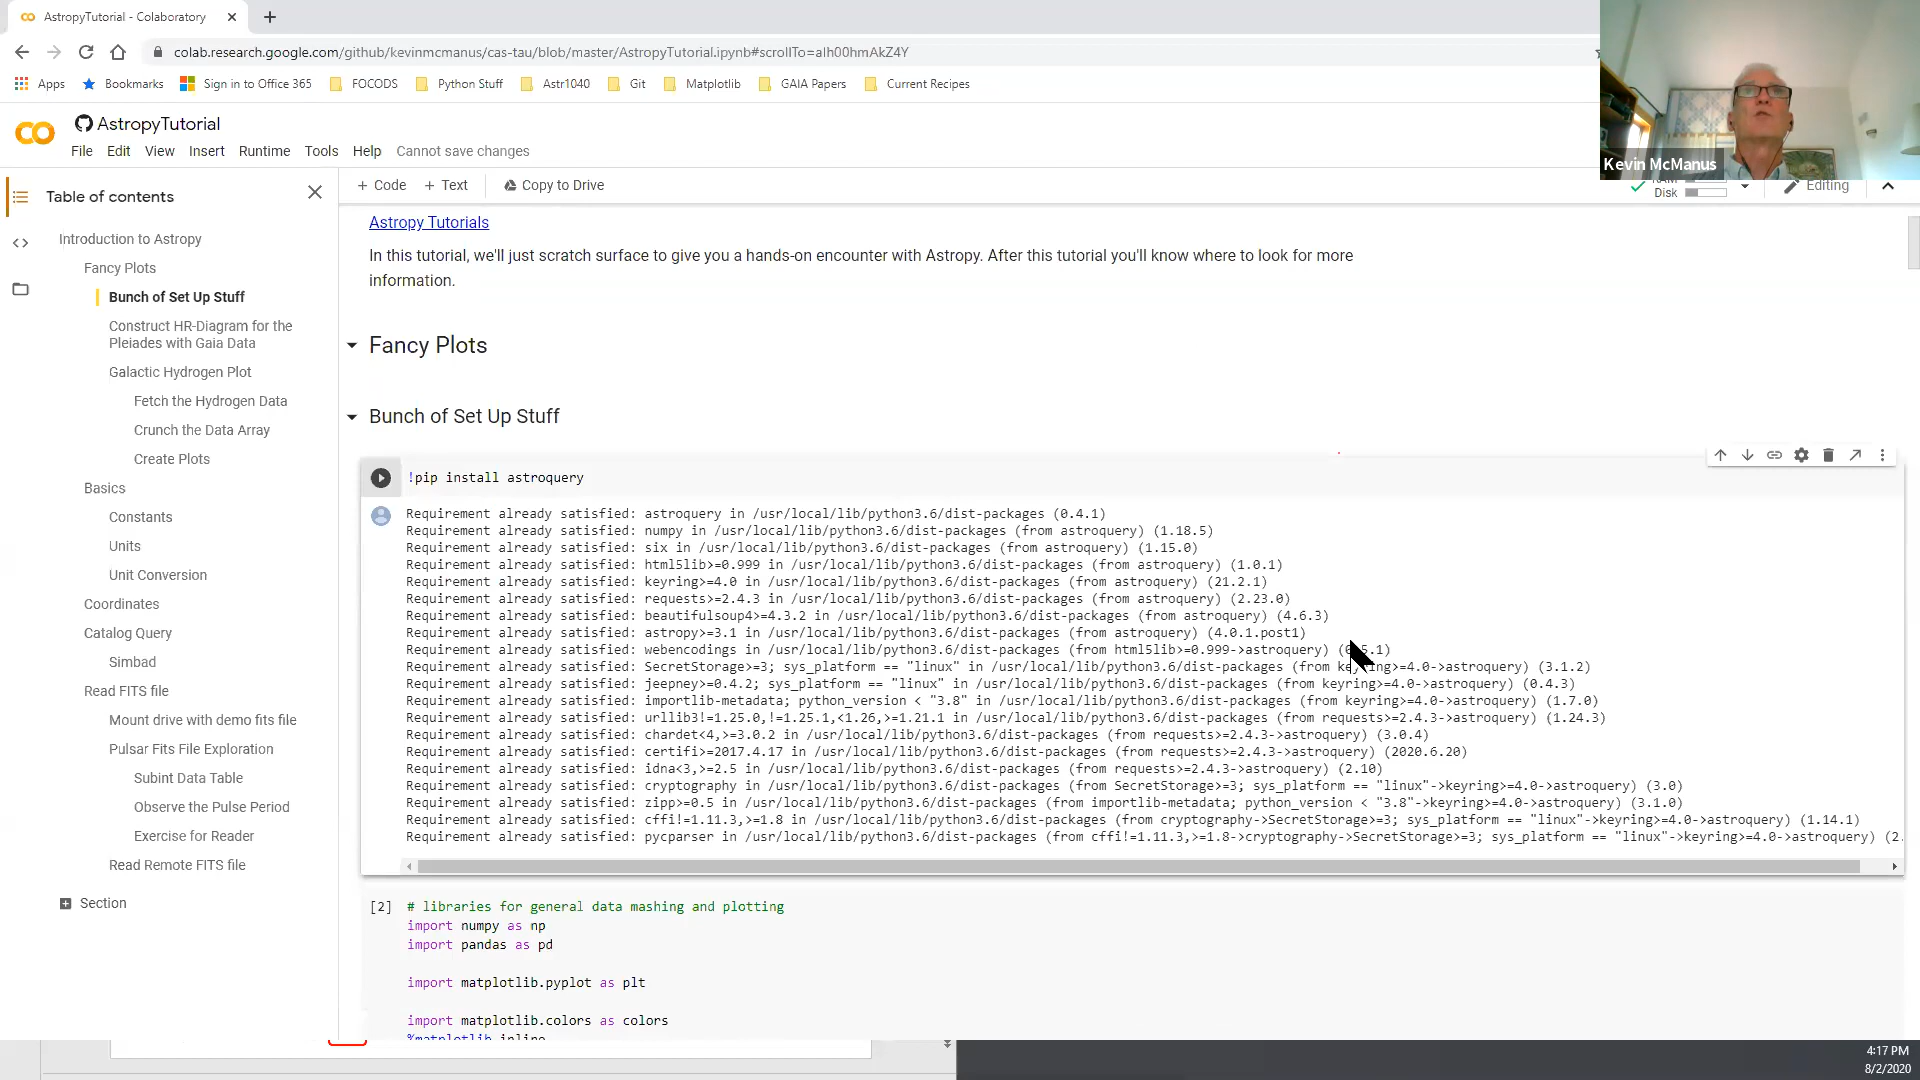 AstropyTutorial - Colaboratory
colab.research.google.com/github/kevinmcmanus/cas-tau/blob/master/AstropyTutorial.ipynb#scrollTo=alh00hmAkZ4Y
Apps Bookmarks Sign in to Office 365 FOCODS Python Stuff Astr1040 Git Matplotlib GAIA Papers Current Recipes
AstropyTutorial
File Edit View Insert Runtime Tools Help Cannot save changes
Kevin McManus
Table of contents
Introduction to Astropy
Fancy Plots
Bunch of Set Up Stuff
Construct HR-Diagram for the
Pleiades with Gaia Data
Galactic Hydrogen Plot
Fetch the Hydrogen Data
Crunch the Data Array
Create Plots
Basics
Constants
Units
Unit Conversion
Coordinates
Catalog Query
Simbad
Read FITS file
Mount drive with demo fits file
Pulsar Fits File Exploration
Subint Data Table
Observe the Pulse Period
Exercise for Reader
Read Remote FITS file
Section
+ Code + Text Copy to Drive
Disk Editing
Astropy Tutorials
In this tutorial, we'll just scratch surface to give you a hands-on encounter with Astropy. After this tutorial you'll know where to look for more
information.
Fancy Plots
Bunch of Set Up Stuff
!pip install astroquery
Requirement already satisfied: astroquery in /usr/local/lib/python3.6/dist-packages (0.4.1)
Requirement already satisfied: numpy in /usr/local/lib/python3.6/dist-packages (from astroquery) (1.18.5)
Requirement already satisfied: six in /usr/local/lib/python3.6/dist-packages (from astroquery) (1.15.0)
Requirement already satisfied: html5lib>=0.999 in /usr/local/lib/python3.6/dist-packages (from astroquery) (1.0.1)
Requirement already satisfied: keyring>=4.0 in /usr/local/lib/python3.6/dist-packages (from astroquery) (21.2.1)
Requirement already satisfied: requests>=2.4.3 in /usr/local/lib/python3.6/dist-packages (from astroquery) (2.23.0)
Requirement already satisfied: beautifulsoup4>=4.3.2 in /usr/local/lib/python3.6/dist-packages (from astroquery) (4.6.3)
Requirement already satisfied: astropy>=3.1 in /usr/local/lib/python3.6/dist-packages (from astroquery) (4.0.1.post1)
Requirement already satisfied: webencodings in /usr/local/lib/python3.6/dist-packages (from html5lib>=0.999->astroquery)
Requirement already satisfied: SecretStorage>=3; sys_platform == "linux" in /usr/local/lib/python3.6/dist-packages (from (3.1.2)
Requirement already satisfied: jeepney>=0.4.2; sys_platform == "linux" in /usr/local/lib/python3.6/dist-packages (from keyring>=4.0->astroquery) (0.4.3)
Requirement already satisfied: importlib-metadata; python_version < "3.8" in /usr/local/lib/python3.6/dist-packages (from keyring>=4.0->astroquery) (1.7.0)
Requirement already satisfied: urllib3!=1.25.0,!=1.25.1,<1.26,>=1.21.1 in /usr/local/lib/python3.6/dist-packages (from requests>=2.4.3->astroquery) (1.24.3)
Requirement already satisfied: chardet<4,>=3.0.2 in /usr/local/lib/python3.6/dist-packages (from requests>=2.4.3->astroquery) (3.0.4)
Requirement already satisfied: certifi>=2017.4.17 in /usr/local/lib/python3.6/dist-packages (from requests>=2.4.3->astroquery) (2020.6.20)
Requirement already satisfied: idna<3,>=2.5 in /usr/local/lib/python3.6/dist-packages (from requests>=2.4.3->astroquery) (2.10)
Requirement already satisfied: cryptography in /usr/local/lib/python3.6/dist-packages (from SecretStorage>=3; sys_platform == "linux"->keyring>=4.0->astroquery) (3.0)
Requirement already satisfied: zipp>=0.5 in /usr/local/lib/python3.6/dist-packages (from importlib-metadata; python_version < "3.8"->keyring>=4.0->astroquery) (3.1.0)
Requirement already satisfied: cffi!=1.11.3,>=1.8 in /usr/local/lib/python3.6/dist-packages (from cryptography->SecretStorage>=3; sys_platform == "linux"->keyring>=4.0->astroquery) (1.14.1)
Requirement already satisfied: pycparser in /usr/local/lib/python3.6/dist-packages (from cffi!=1.11.3,>=1.8->cryptography->SecretStorage>=3; sys_platform == "linux"->keyring>=4.0->astroquery) (2.
[2] # libraries for general data mashing and plotting
import numpy as np
import pandas as pd
import matplotlib.pyplot as plt
import matplotlib.colors as colors
%matplotlib inline
4:17 PM
8/2/2020